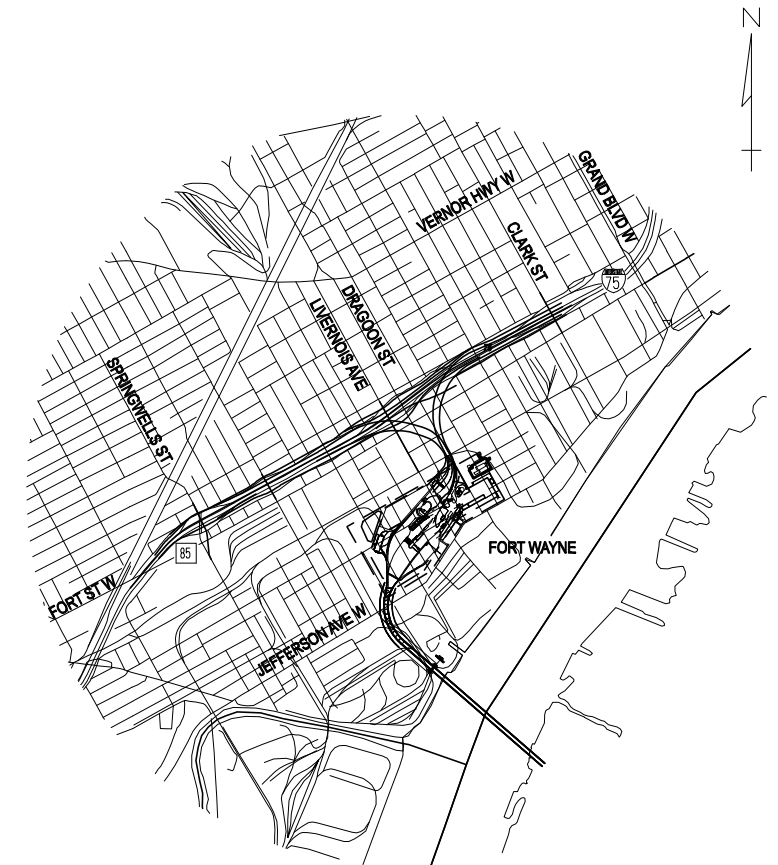 N
GRAND BLVD W
VERNOR HWY W
CLARK ST
75
DRAGOON ST
LIVERNOIS AVE
SPRINGWELLS ST
FORT WAYNE
85
FORT ST W
JEFFERSON AVE W